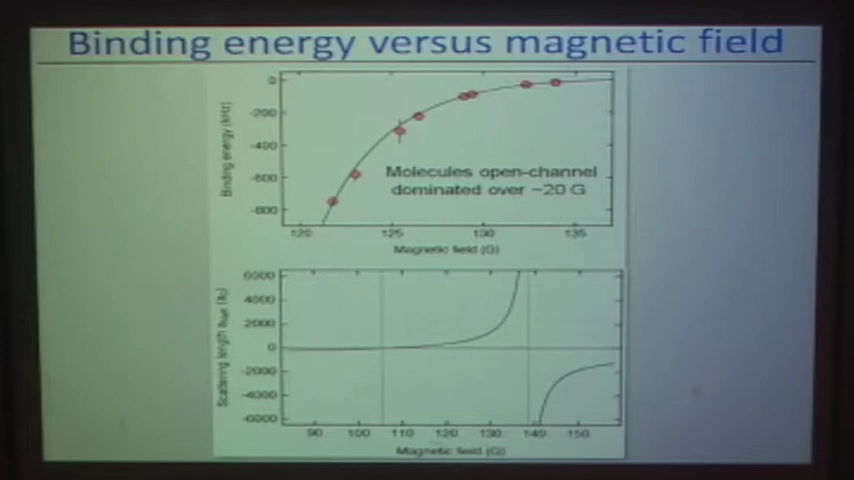 Binding energy versus magnetic field
0
-200
-400
-600
-800
Binding energy (kHz)
Molecules open-channel
dominated over ~20 G
120 125 130 135
Magnetic field (G)
6000
4000
2000
0
-2000
-4000
-6000
Scattering length
90 100 110 120 130 140 150
Magnetic field (G)